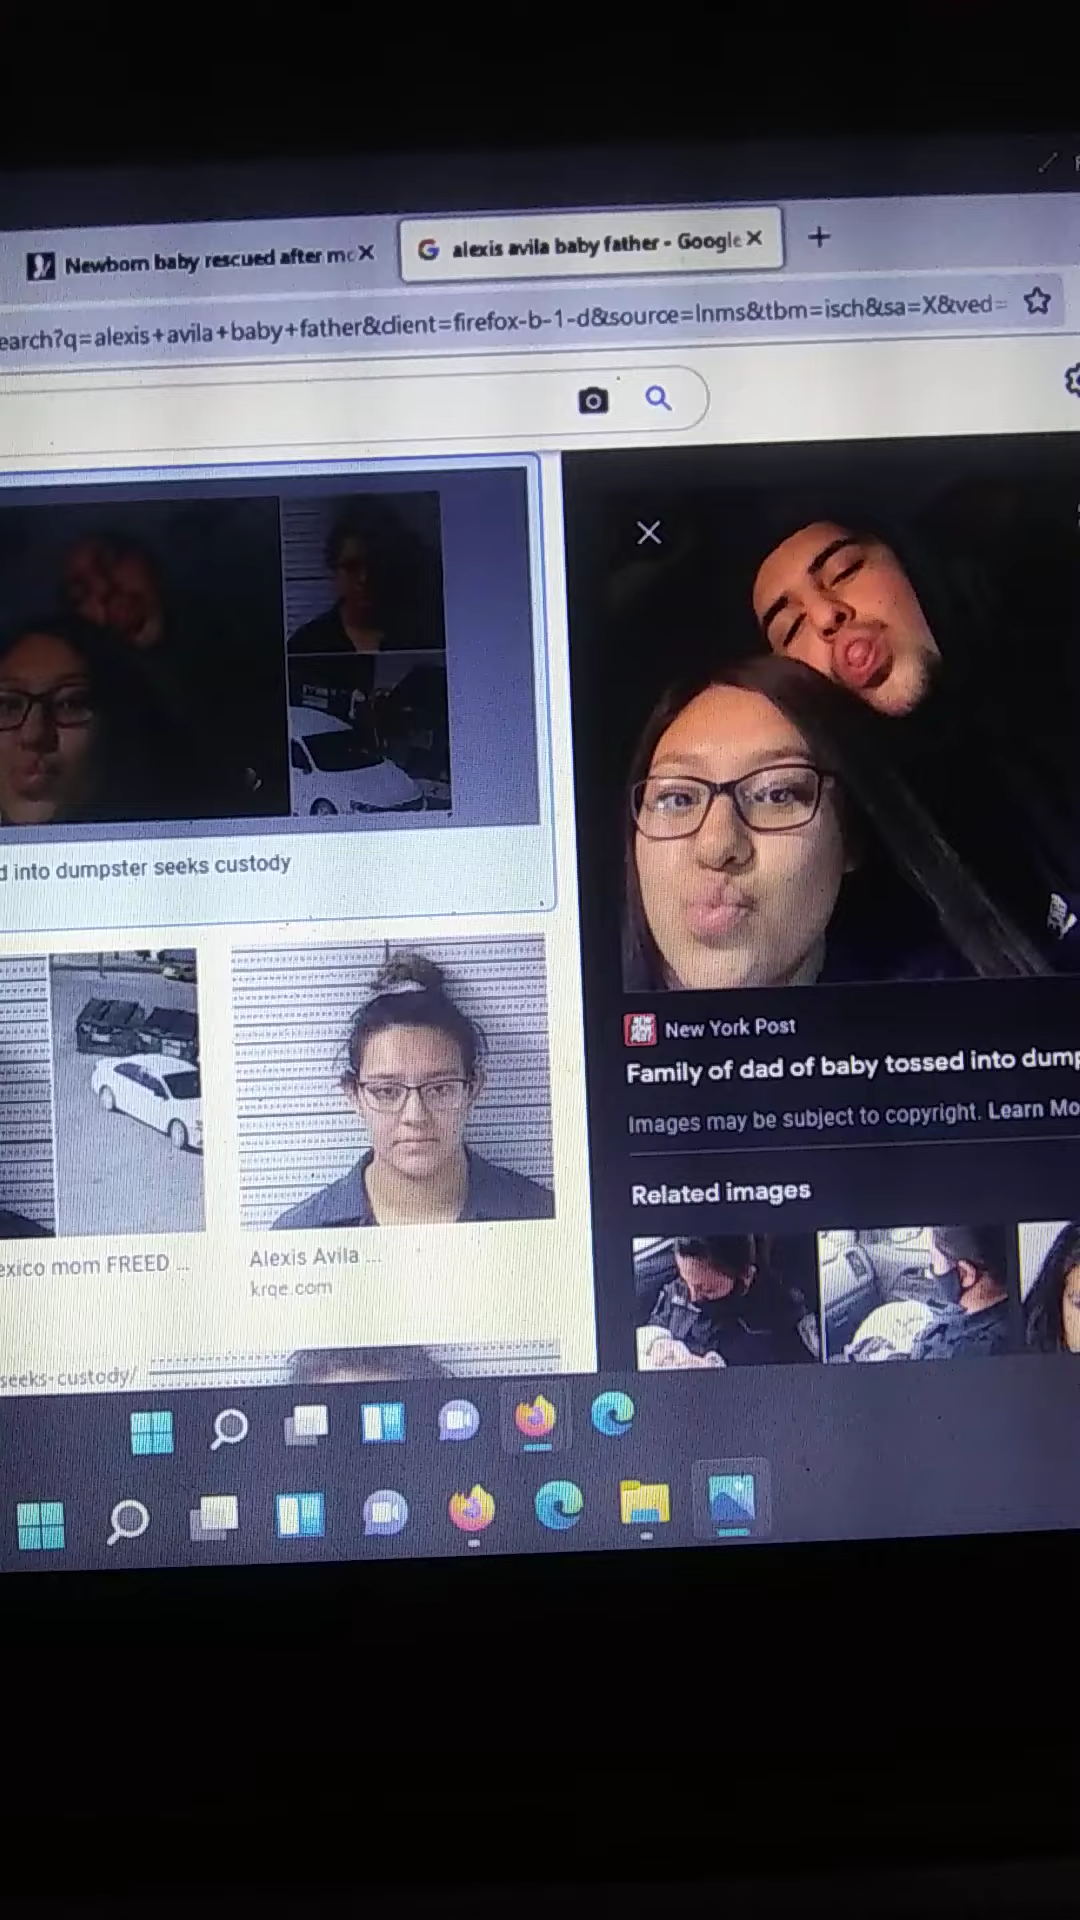 Newborn baby rescued after mc
alexis avila baby father - Google
earch?q=alexis+avila+baby+father&client=firefox-b-1-d&source=lnms&tbm=isch&sa=X&ved=
d into dumpster seeks custody
New York Post
Family of dad of baby tossed into dump
Images may be subject to copyright. Learn Mo
Related images
exico mom FREED ...
Alexis Avila ...
krqe.com
seeks-custody/